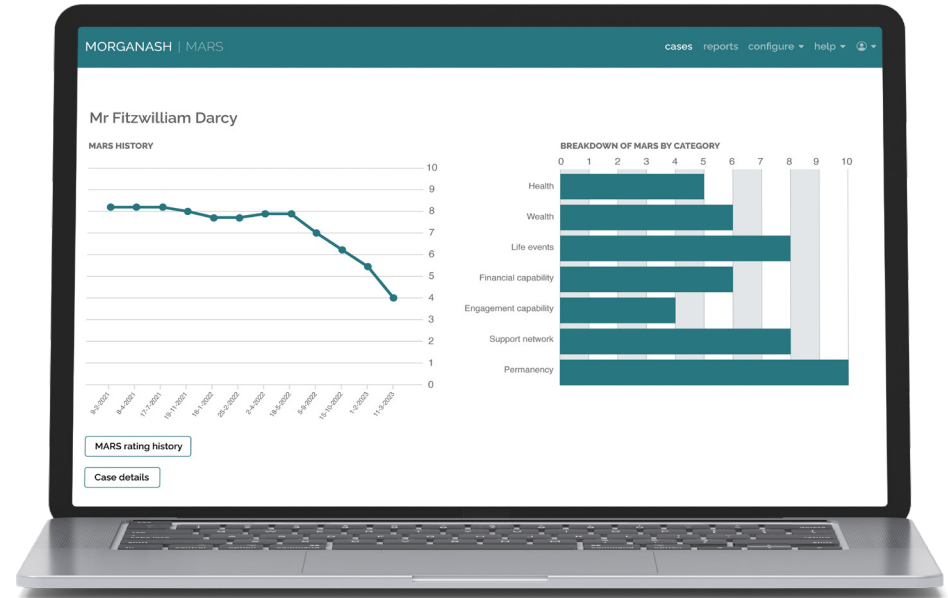 MORGANASH | MARS
cases reports configure help
Mr Fitzwilliam Darcy
MARS HISTORY
10
9
8
7
6
5
4
3
2
1
0
9-2-2021 8-4-2021 17-7-2021 19-11-2021 18-1-2022 25-2-2022 2-4-2022 18-5-2022 5-9-2022 15-10-2022 1-2-2023 11-3-2023
MARS rating history
Case details
BREAKDOWN OF MARS BY CATEGORY
0 1 2 3 4 5 6 7 8 9 10
Health
Wealth
Life events
Financial capability
Engagement capability
Support network
Permanency